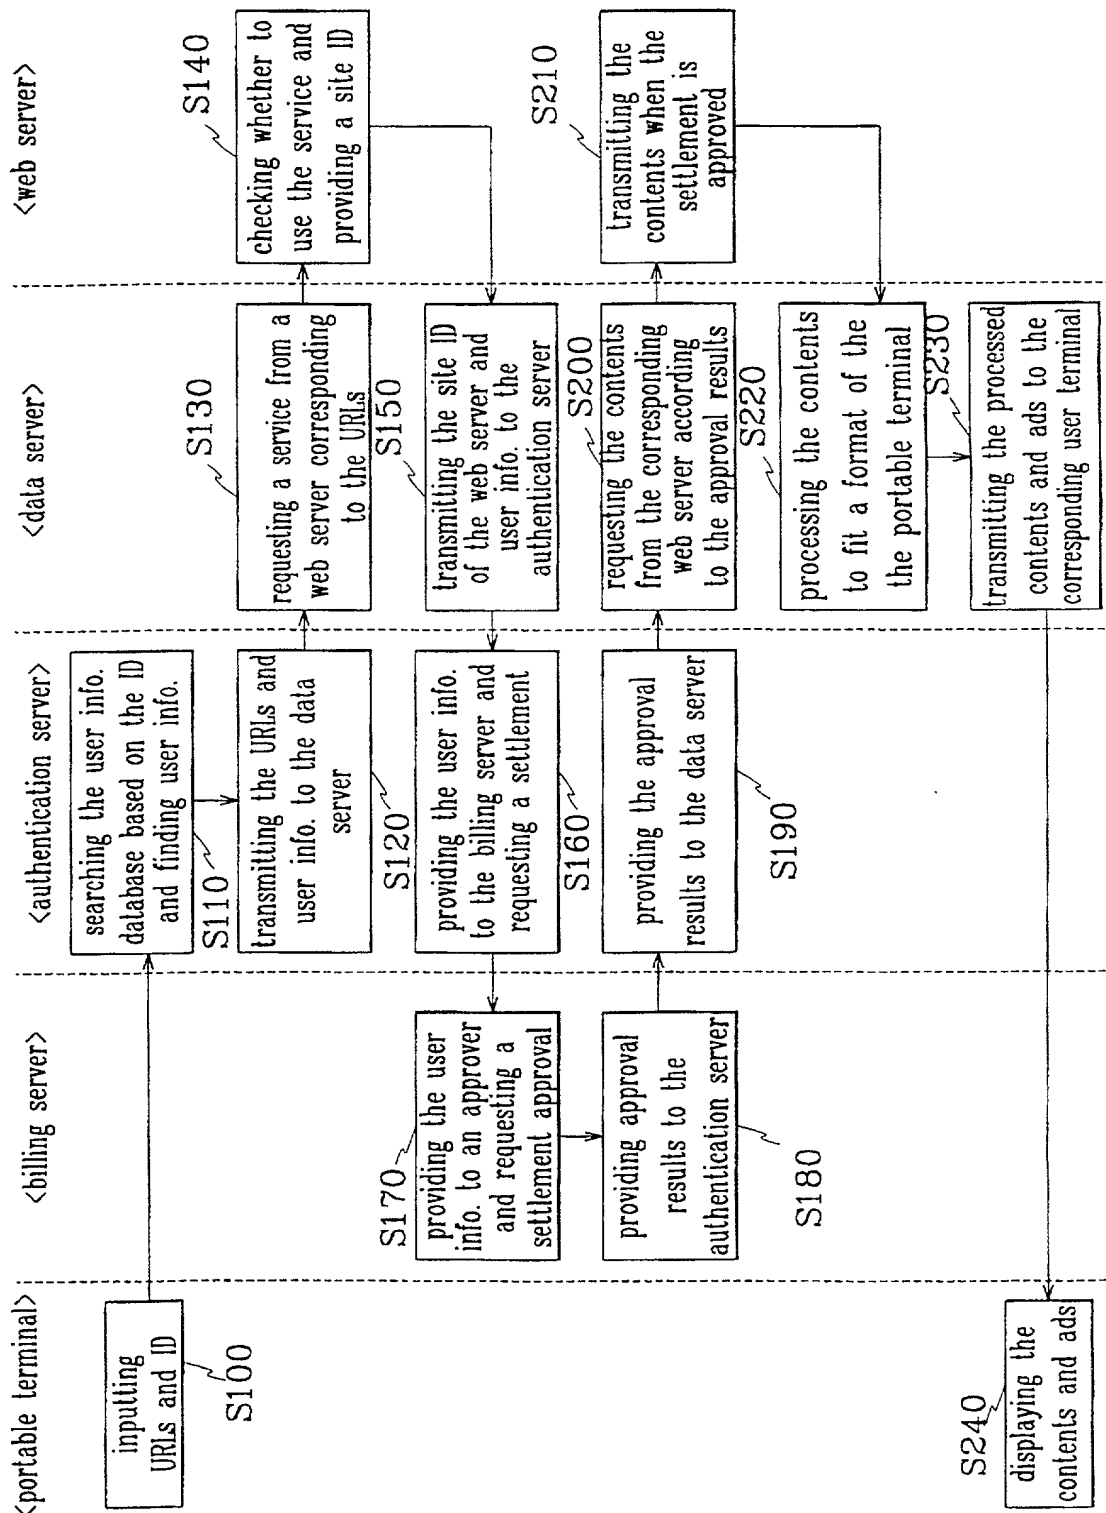 <portable terminal>
<billing server>
<authentication server>
<data server>
<web server>
inputting
URLs and ID
S100
searching the user info.
database based on the ID
and finding user info.
S110
transmitting the URLs and
user info. to the data
server
S120
requesting a service from a
web server corresponding
to the URLs
S130
checking whether to
use the service and
providing a site ID
S140
transmitting the site ID
of the web server and
user info. to the
authentication server
S150
providing the user info.
to the billing server and
requesting a settlement
S160
providing the user
info. to an approver
and requesting a
settlement approval
S170
providing approval
results to the
authentication server
S180
providing the approval
results to the data server
S190
requesting the contents
from the corresponding
web server according
to the approval results
S200
transmitting the
contents when the
settlement is
approved
S210
processing the contents
to fit a format of the
the portable terminal
S220
transmitting the processed
contents and ads to the
corresponding user terminal
S230
displaying the
contents and ads
S240